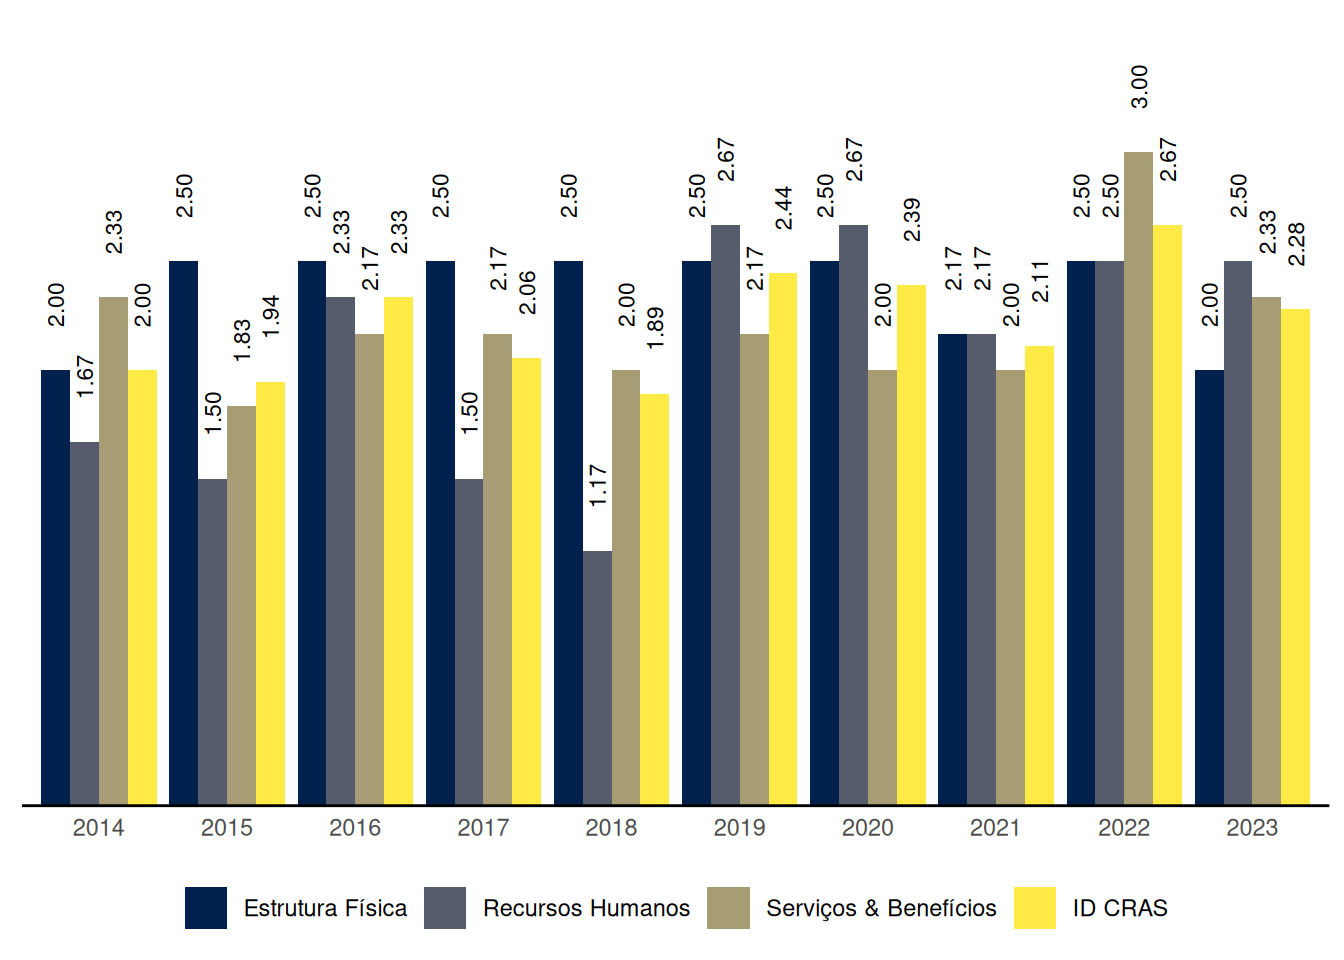 2.00 1.67 2.33 2.00
2.50 1.50 1.83 1.94
2.50 2.33 2.17 2.33
2.50 1.50 2.17 2.06
2.50 1.17 2.00 1.89
2.50 2.67 2.17 2.44
2.50 2.67 2.00 2.39
2.17 2.17 2.00 2.11
2.50 2.50 3.00 2.67
2.00 2.50 2.33 2.28
2014 2015 2016 2017 2018 2019 2020 2021 2022 2023
Estrutura Física Recursos Humanos Serviços & Benefícios ID CRAS